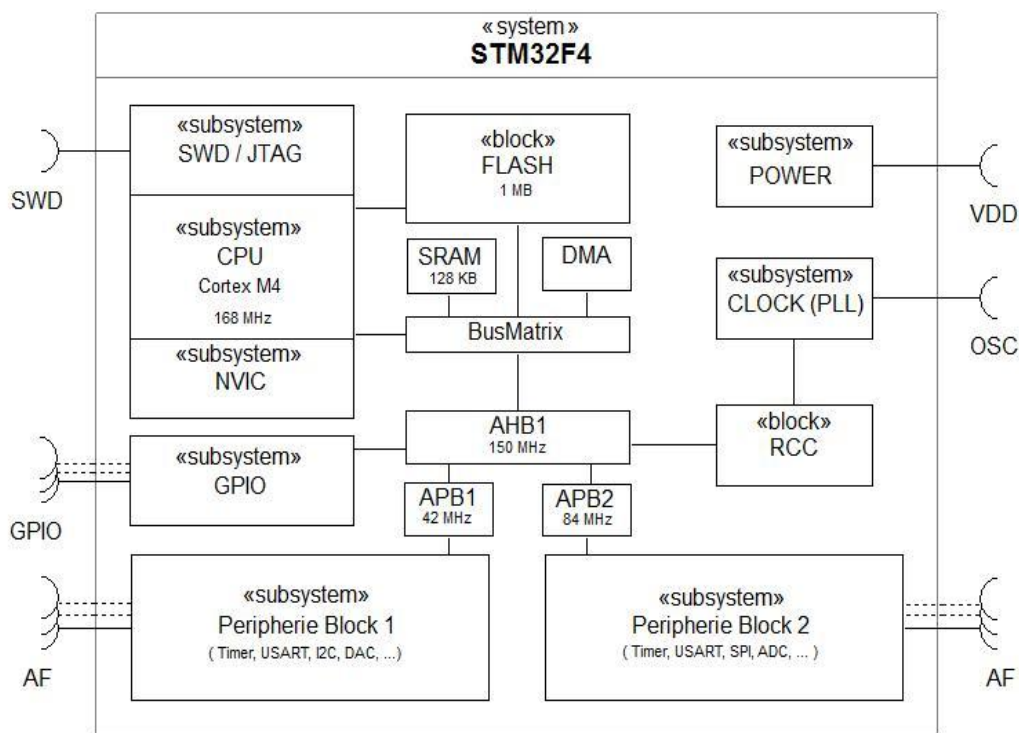 « system »
STM32F4
«subsystem»
SWD / JTAG
SWD
«subsystem»
CPU
Cortex M4
168 MHz
«subsystem»
NVIC
«block»
FLASH
1 MB
SRAM
128 KB
DMA
BusMatrix
«subsystem»
POWER
VDD
«subsystem»
CLOCK (PLL)
OSC
AHB1
150 MHz
«block»
RCC
«subsystem»
GPIO
GPIO
APB1
42 MHz
APB2
84 MHz
«subsystem»
Peripherie Block 1
( Timer, USART, I2C, DAC, ...)
AF
«subsystem»
Peripherie Block 2
( Timer, USART, SPI, ADC, ... )
AF